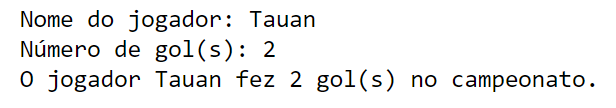 Nome do jogador: Tauan
Número de gol(s): 2
O jogador Tauan fez 2 gol(s) no campeonato.